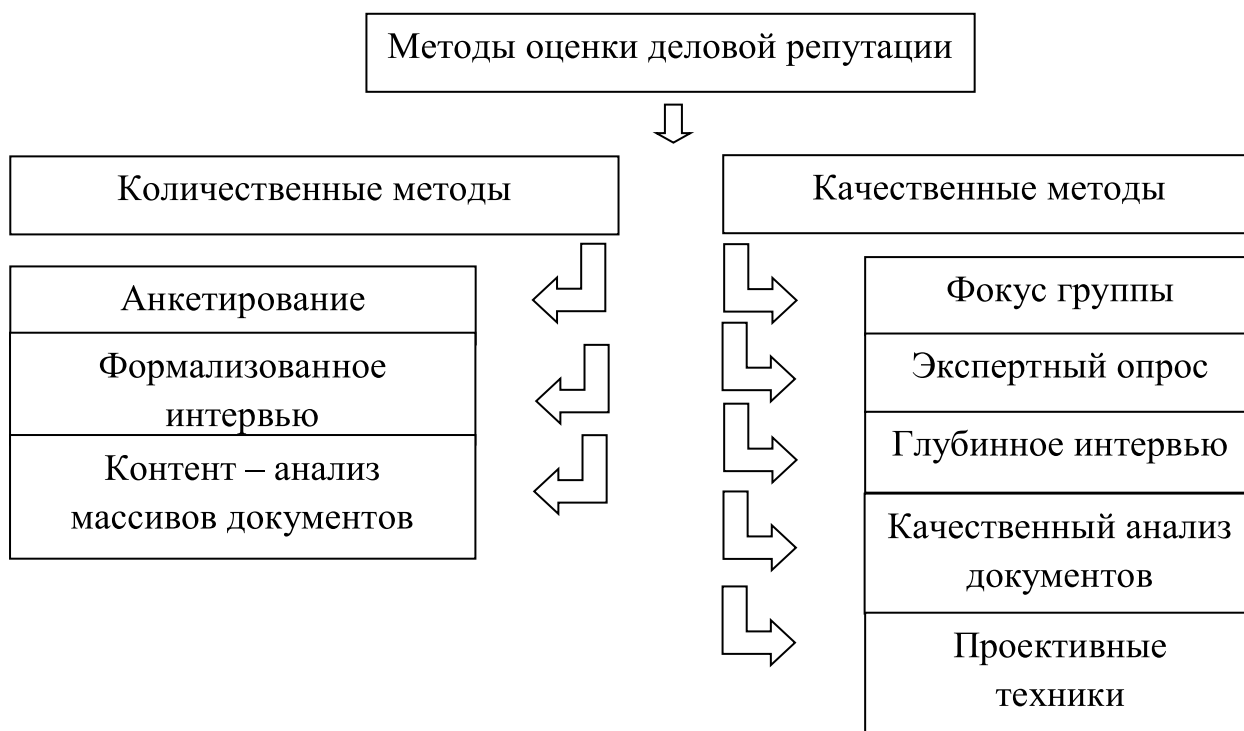 Методы оценки деловой репутации
Количественные методы
Анкетирование
Формализованное
интервью
Контент – анализ
массивов документов
Качественные методы
Фокус группы
Экспертный опрос
Глубинное интервью
Качественный анализ
документов
Проективные
техники